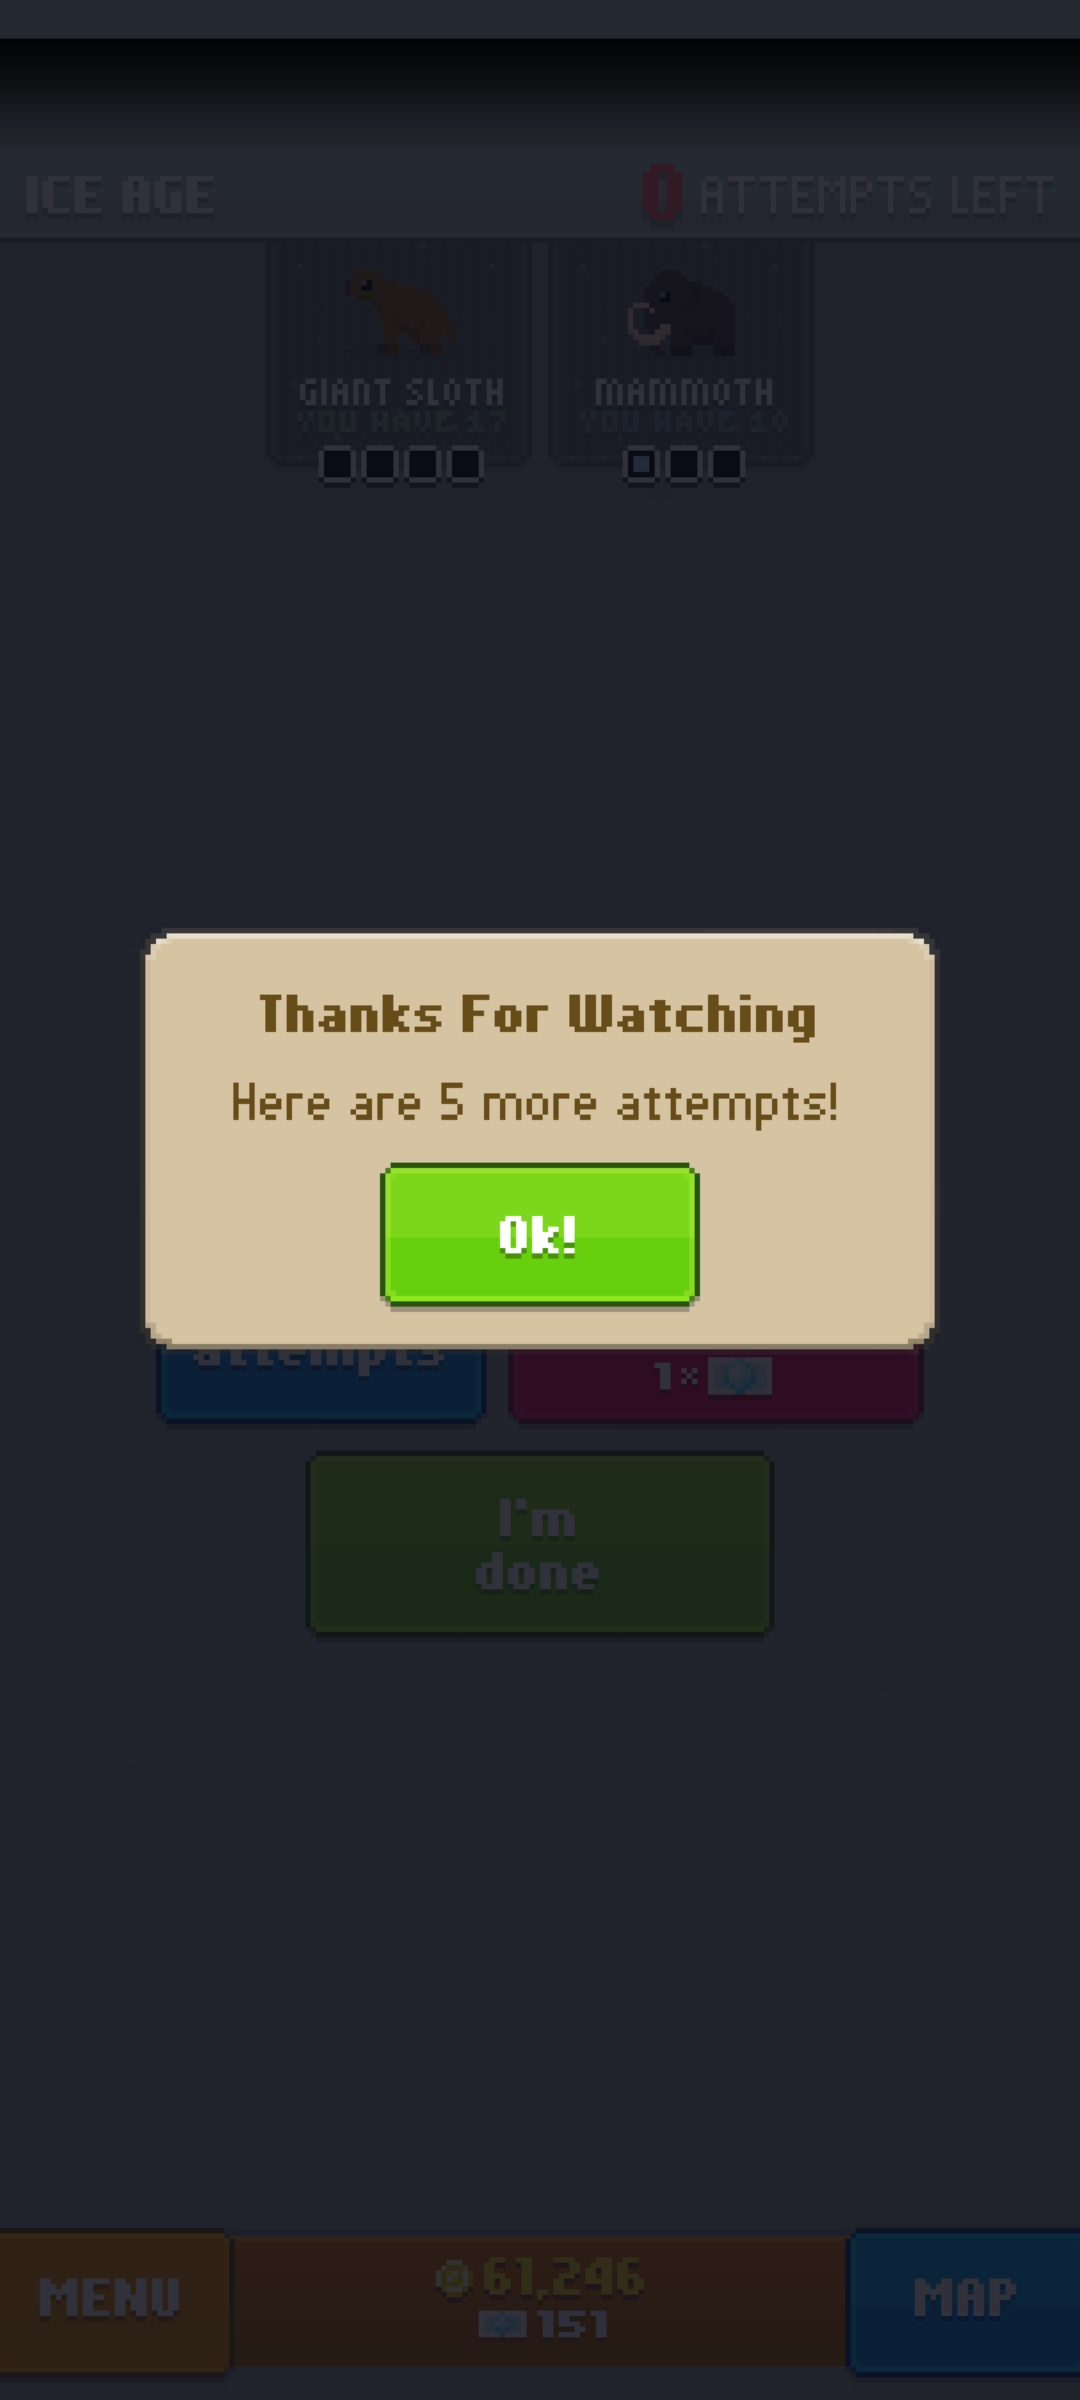 ICE AGE
0 ATTEMPTS LEFT
GIANT SLOTH
YOU HAVE 17
MAMMOTH
YOU HAVE 10
Thanks For Watching
Here are 5 more attempts!
Ok!
attempts
1×
I'm
done
MENU
61,246
151
MAP